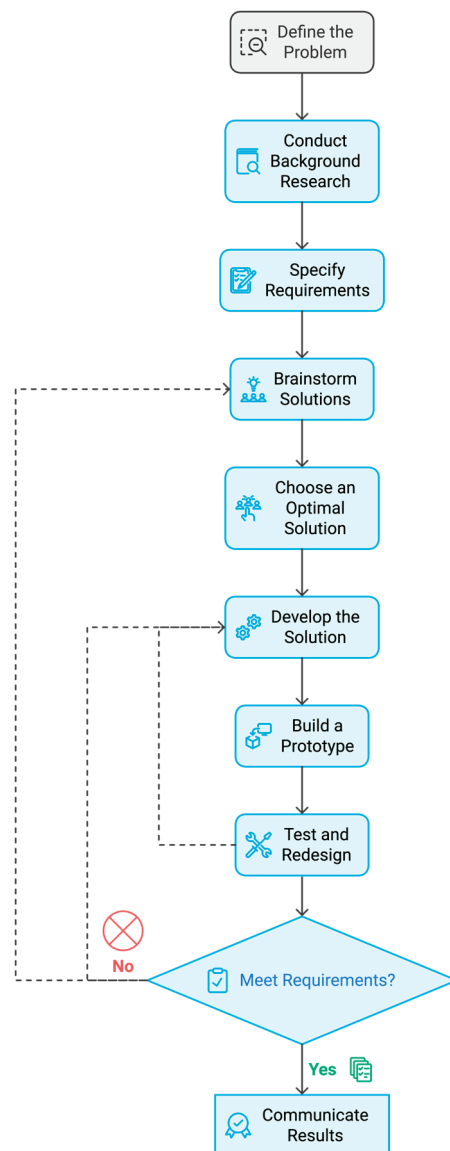 Define the
Problem
Conduct
Background
Research
Specify
Requirements
Brainstorm
Solutions
Choose an
Optimal
Solution
Develop the
Solution
Build a
Prototype
Test and
Redesign
No
Meet Requirements?
Yes
Communicate
Results